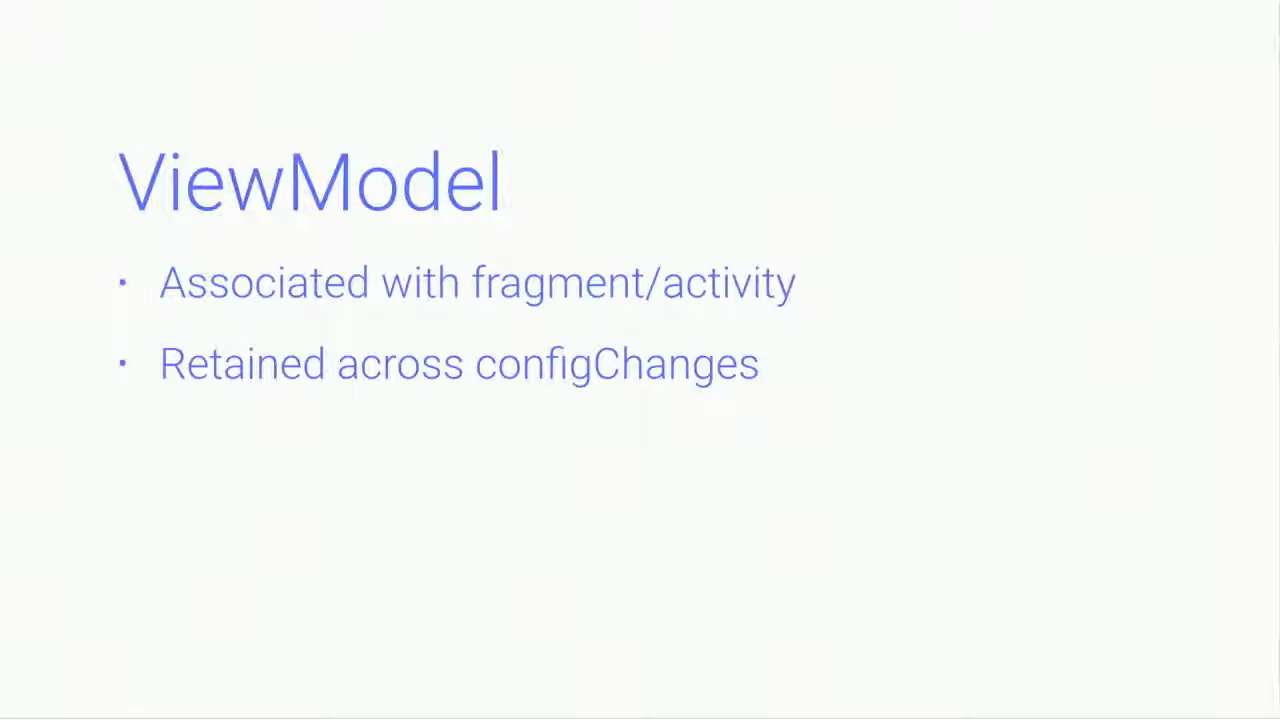 ViewModel
· Associated with fragment/activity
· Retained across configChanges